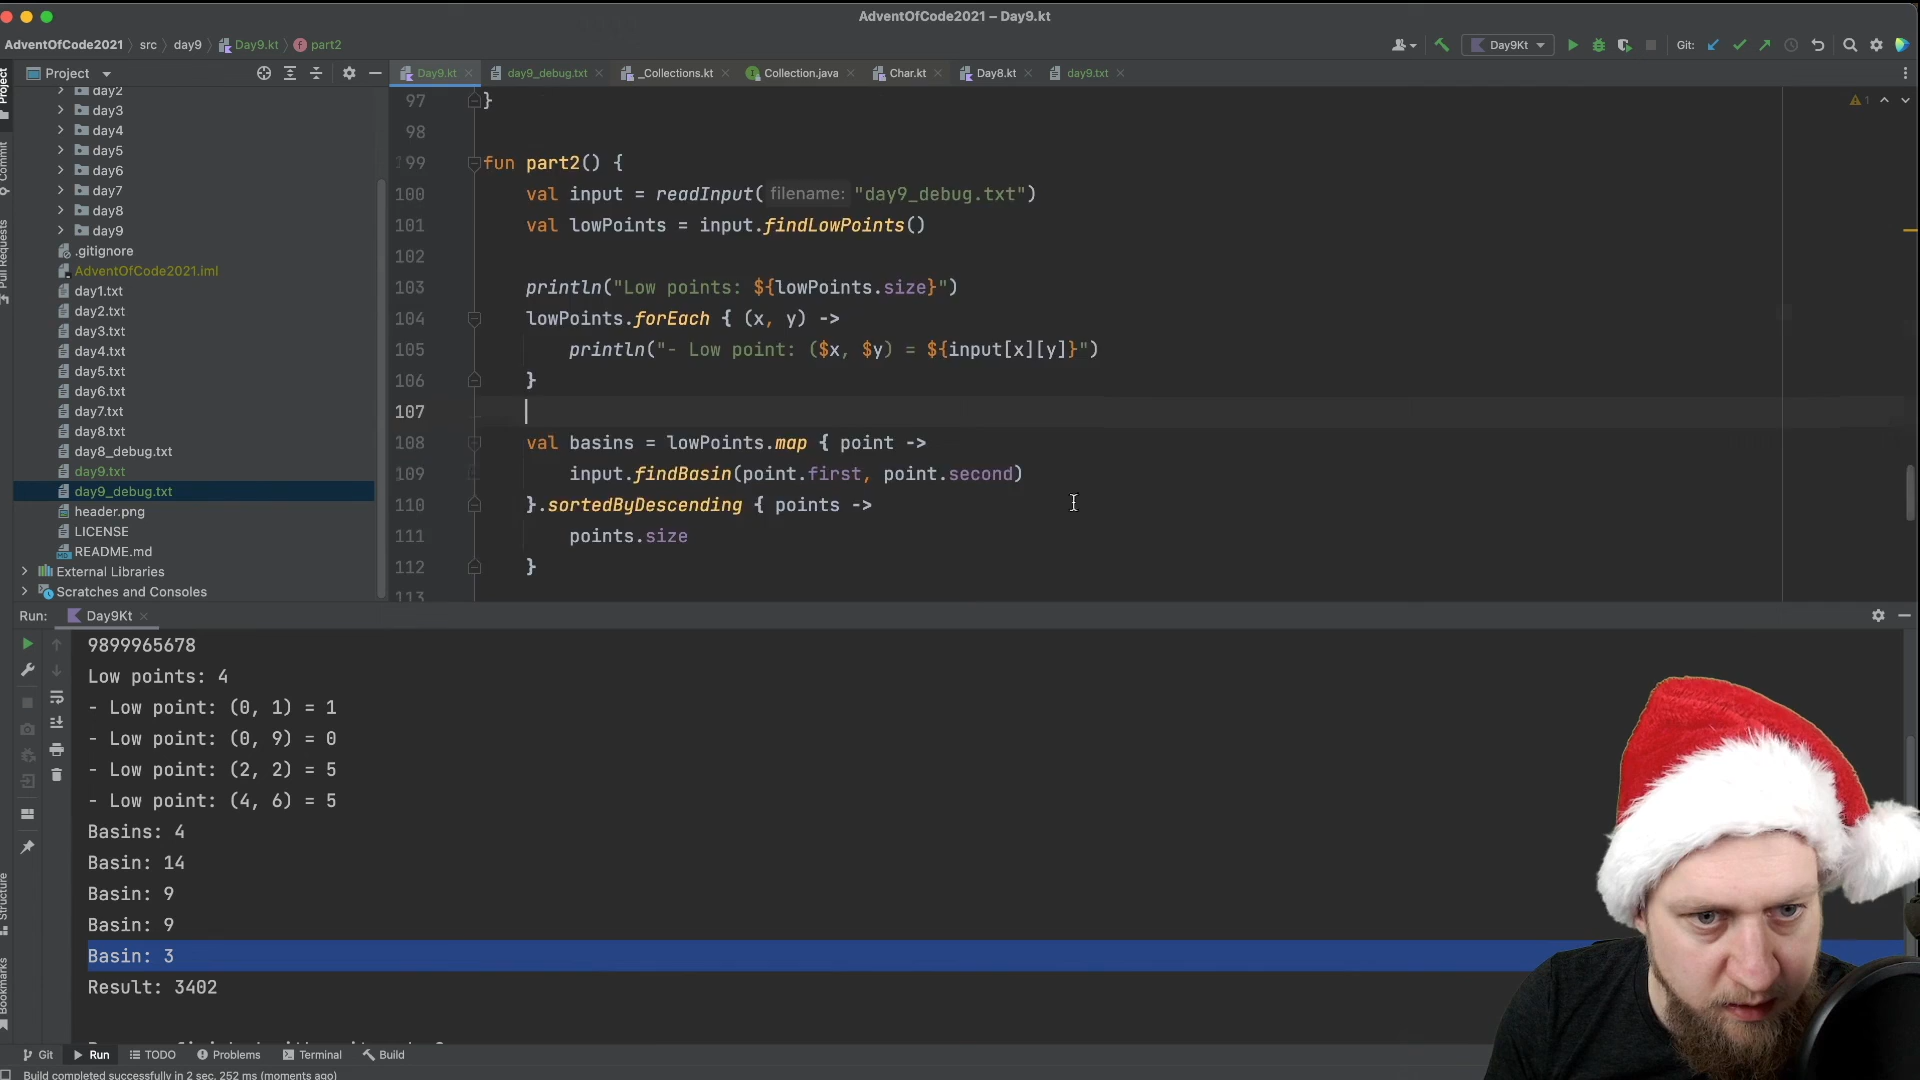 AdventOfCode2021 – Day9.kt
AdventOfCode2021 src day9 Day9.kt part2
Day9Kt Git:
Project Day9.kt day9_debug.txt _Collections.kt Collection.java Char.kt Day8.kt day9.txt
Project
Commit
Pull Requests
day2
day3
day4
day5
day6
day7
day8
day9
.gitignore
AdventOfCode2021.iml
day1.txt
day2.txt
day3.txt
day4.txt
day5.txt
day6.txt
day7.txt
day8.txt
day8_debug.txt
day9.txt
day9_debug.txt
header.png
LICENSE
README.md
External Libraries
Scratches and Consoles
1
97 }
98
99 fun part2() {
100 val input = readInput( filename: "day9_debug.txt")
101 val lowPoints = input.findLowPoints()
102
103 println("Low points: ${lowPoints.size}")
104 lowPoints.forEach { (x, y) ->
105 println("- Low point: ($x, $y) = ${input[x][y]}")
106 }
107
108 val basins = lowPoints.map { point ->
109 input.findBasin(point.first, point.second)
110 }.sortedByDescending { points ->
111 points.size
112 }
113
Run: Day9Kt
9899965678
Low points: 4
- Low point: (0, 1) = 1
- Low point: (0, 9) = 0
- Low point: (2, 2) = 5
- Low point: (4, 6) = 5
Basins: 4
Basin: 14
Basin: 9
Basin: 9
Basin: 3
Result: 3402
Structure
Bookmarks
Git Run TODO Problems Terminal Build
Build completed successfully in 2 sec, 252 ms (moments ago)